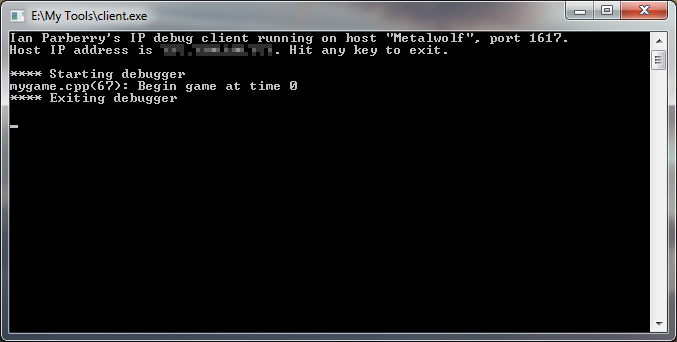 E:\My Tools\client.exe
Ian Parberry's IP debug client running on host "Metalwolf", port 1617.
Host IP address is . Hit any key to exit.
**** Starting debugger
mygame.cpp(67): Begin game at time 0
**** Exiting debugger